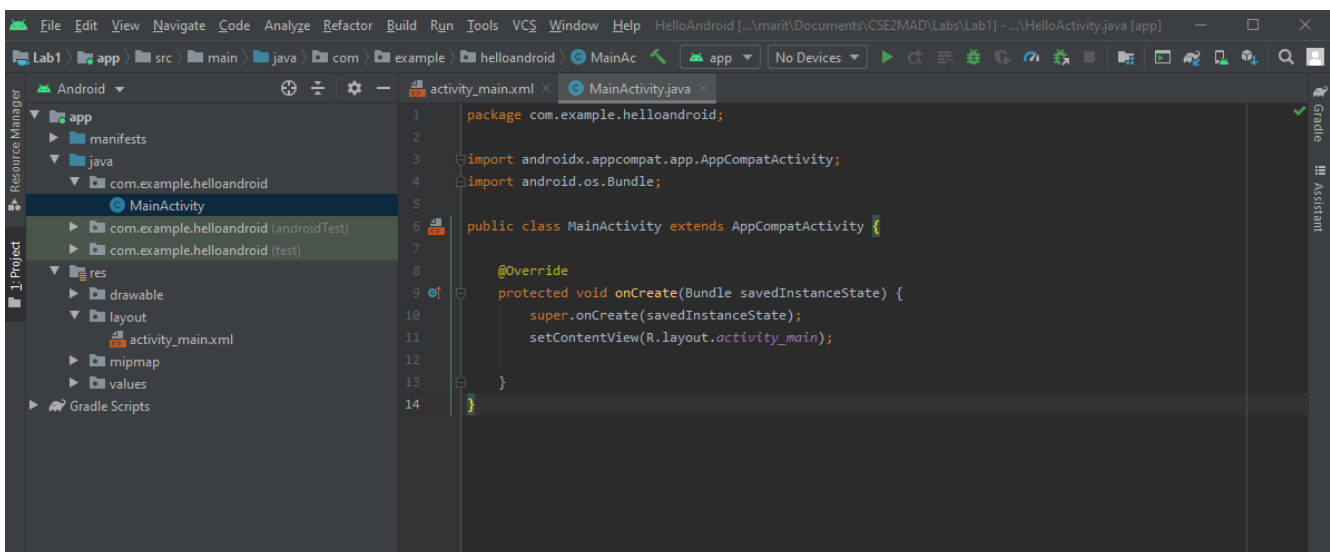 File Edit View Navigate Code Analyze Refactor Build Run Tools VCS Window Help HelloAndroid [...\marit\Documents\CSE2MAD\Labs\Lab1] - ...\HelloActivity.java [app]
Lab1 app src main java com example helloandroid MainAc app No Devices
Android
activity_main.xml MainActivity.java
Resource Manager
1: Project
app
manifests
java
com.example.helloandroid
MainActivity
com.example.helloandroid (androidTest)
com.example.helloandroid (test)
res
drawable
layout
activity_main.xml
mipmap
values
Gradle Scripts
1 package com.example.helloandroid;
2
3 import androidx.appcompat.app.AppCompatActivity;
4 import android.os.Bundle;
5
6 public class MainActivity extends AppCompatActivity {
7
8 @Override
9 protected void onCreate(Bundle savedInstanceState) {
10 super.onCreate(savedInstanceState);
11 setContentView(R.layout.activity_main);
12
13 }
14 }
Gradle
Assistant